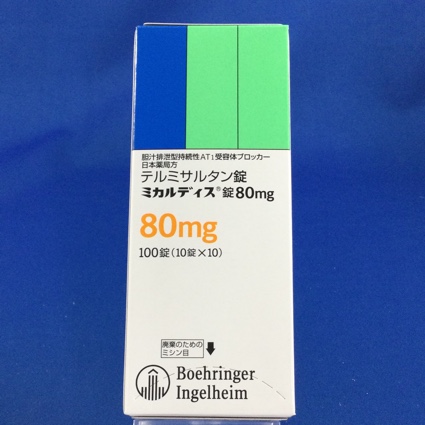 胆汁排泄型持続性AT1受容体ブロッカー
日本薬局方
テルミサルタン錠
ミカルディス®錠80mg
80mg
100錠(10錠×10)
廃棄のための
ミシン目
Boehringer
Ingelheim